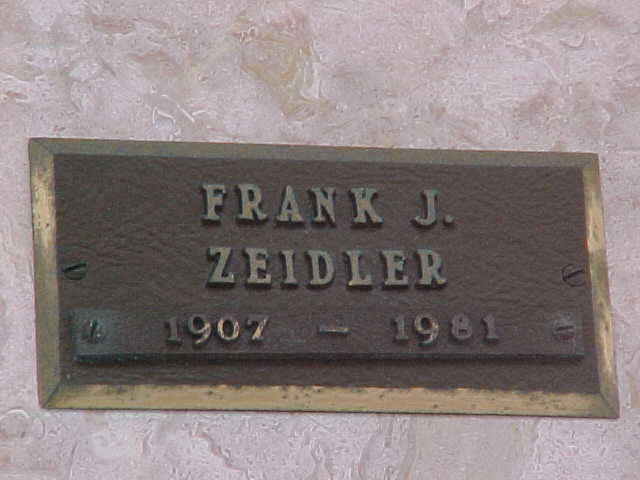 FRANK J.
ZEIDLER
1907 – 1981